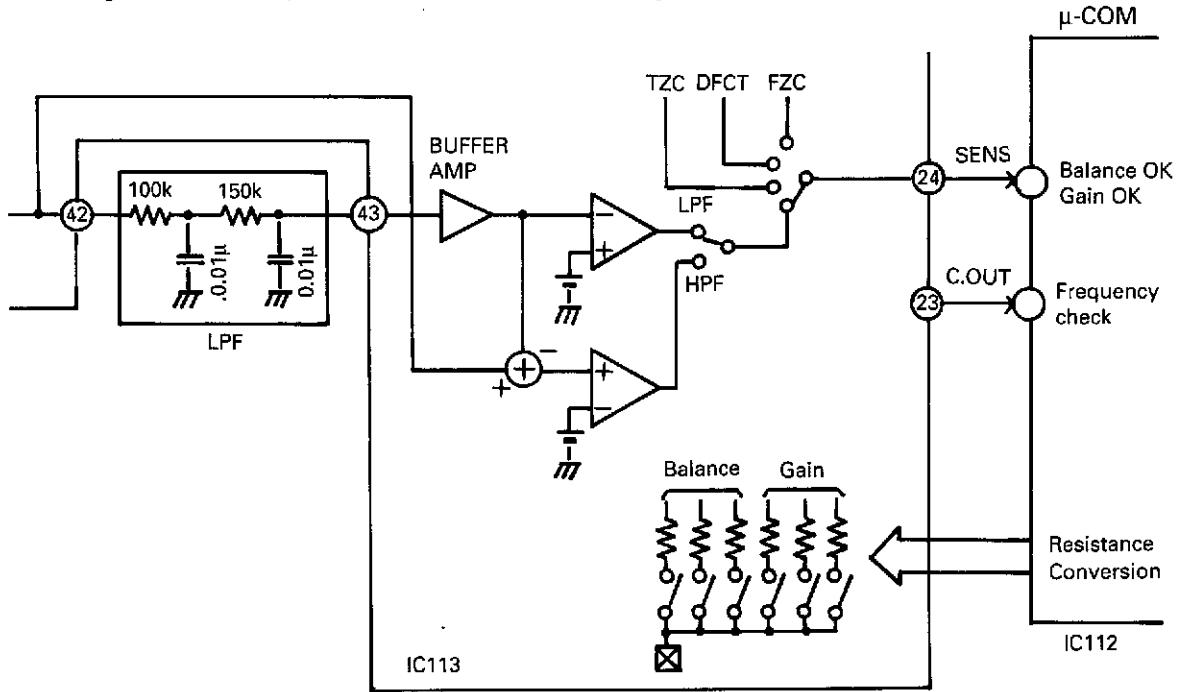 μ-COM
TZC DFCT FZC
BUFFER
AMP
SENS
24
Balance OK
Gain OK
100k
150k
42
43
LPF
.0.01μ
0.01μ
LPF
HPF
C.OUT
23
Frequency
check
Balance
Gain
Resistance
Conversion
IC113
IC112